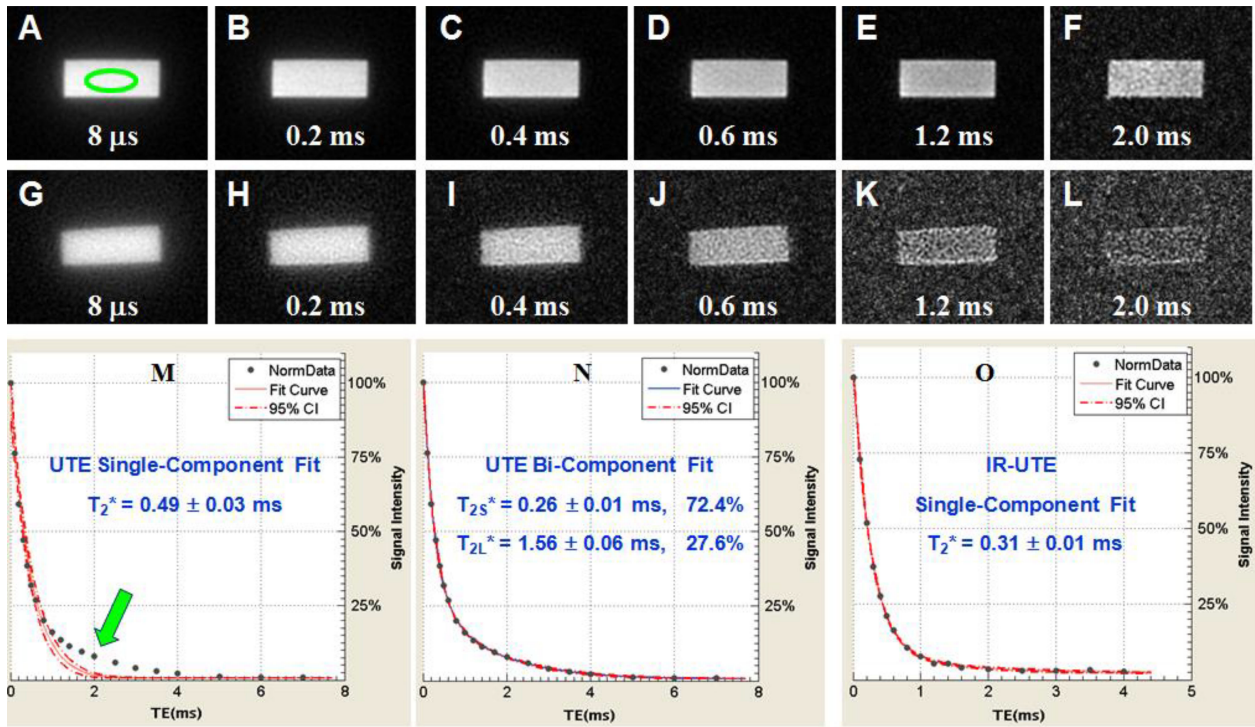 A B C D E F
8 μs 0.2 ms 0.4 ms 0.6 ms 1.2 ms 2.0 ms
G H I J K L
8 μs 0.2 ms 0.4 ms 0.6 ms 1.2 ms 2.0 ms
M
NormData
Fit Curve
95% CI
100%
75%
50%
25%
Signal Intensity
UTE Single-Component Fit
T2* = 0.49 ± 0.03 ms
0 2 4 6 8
TE(ms)
N
NormData
Fit Curve
95% CI
100%
75%
50%
25%
Signal Intensity
UTE Bi-Component Fit
T2S* = 0.26 ± 0.01 ms, 72.4%
T2L* = 1.56 ± 0.06 ms, 27.6%
0 2 4 6 8
TE(ms)
O
NormData
Fit Curve
95% CI
100%
75%
50%
25%
Signal Intensity
IR-UTE
Single-Component Fit
T2* = 0.31 ± 0.01 ms
0 1 2 3 4 5
TE(ms)